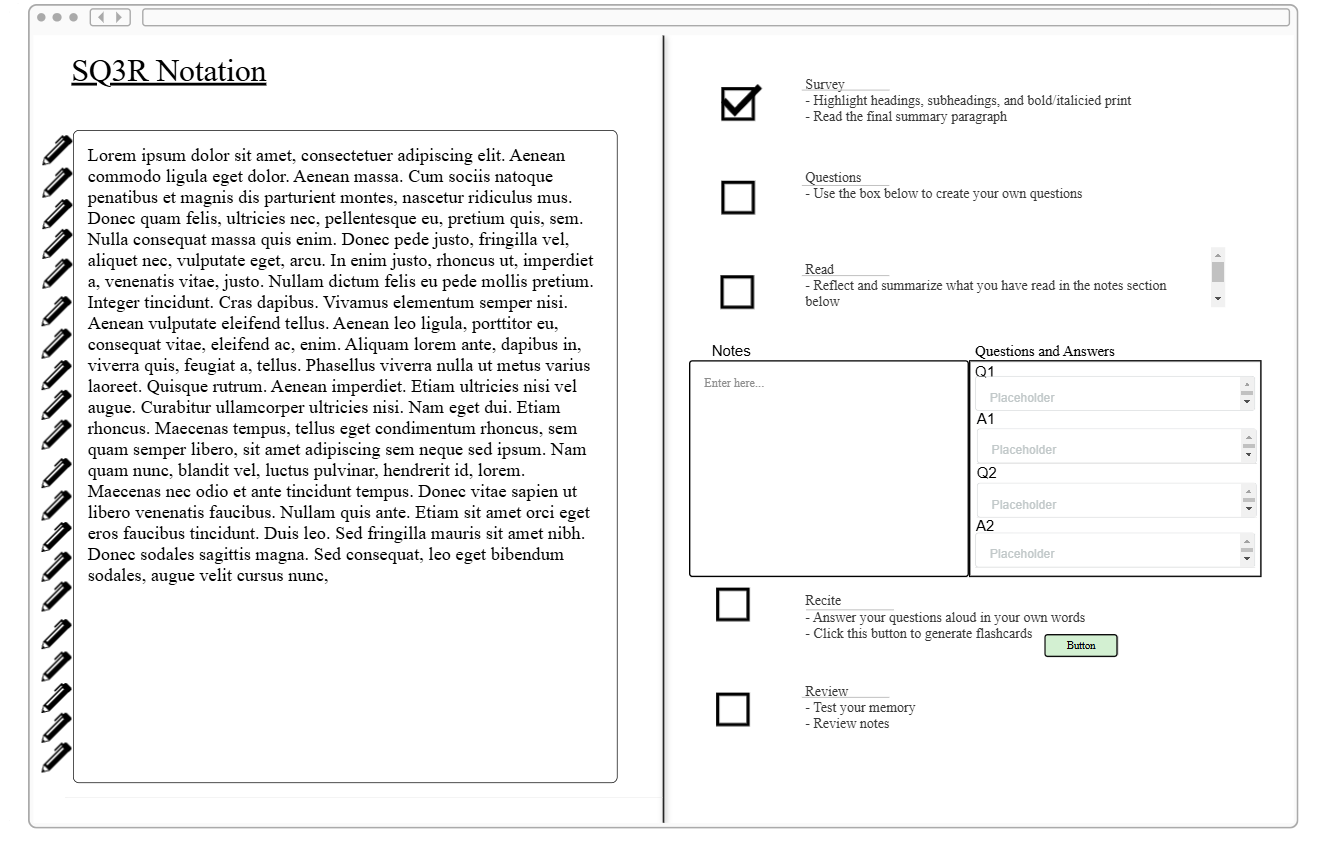 SQ3R Notation
Lorem ipsum dolor sit amet, consectetuer adipiscing elit. Aenean
commodo ligula eget dolor. Aenean massa. Cum sociis natoque
penatibus et magnis dis parturient montes, nascetur ridiculus mus.
Donec quam felis, ultricies nec, pellentesque eu, pretium quis, sem.
Nulla consequat massa quis enim. Donec pede justo, fringilla vel,
aliquet nec, vulputate eget, arcu. In enim justo, rhoncus ut, imperdiet
a, venenatis vitae, justo. Nullam dictum felis eu pede mollis pretium.
Integer tincidunt. Cras dapibus. Vivamus elementum semper nisi.
Aenean vulputate eleifend tellus. Aenean leo ligula, porttitor eu,
consequat vitae, eleifend ac, enim. Aliquam lorem ante, dapibus in,
viverra quis, feugiat a, tellus. Phasellus viverra nulla ut metus varius
laoreet. Quisque rutrum. Aenean imperdiet. Etiam ultricies nisi vel
augue. Curabitur ullamcorper ultricies nisi. Nam eget dui. Etiam
rhoncus. Maecenas tempus, tellus eget condimentum rhoncus, sem
quam semper libero, sit amet adipiscing sem neque sed ipsum. Nam
quam nunc, blandit vel, luctus pulvinar, hendrerit id, lorem.
Maecenas nec odio et ante tincidunt tempus. Donec vitae sapien ut
libero venenatis faucibus. Nullam quis ante. Etiam sit amet orci eget
eros faucibus tincidunt. Duis leo. Sed fringilla mauris sit amet nibh.
Donec sodales sagittis magna. Sed consequat, leo eget bibendum
sodales, augue velit cursus nunc,
Survey
- Highlight headings, subheadings, and bold/italicied print
- Read the final summary paragraph
Questions
- Use the box below to create your own questions
Read
- Reflect and summarize what you have read in the notes section
below
Notes
Enter here...
Questions and Answers
Q1
Placeholder
A1
Placeholder
Q2
Placeholder
A2
Placeholder
Recite
- Answer your questions aloud in your own words
- Click this button to generate flashcards
Button
Review
- Test your memory
- Review notes